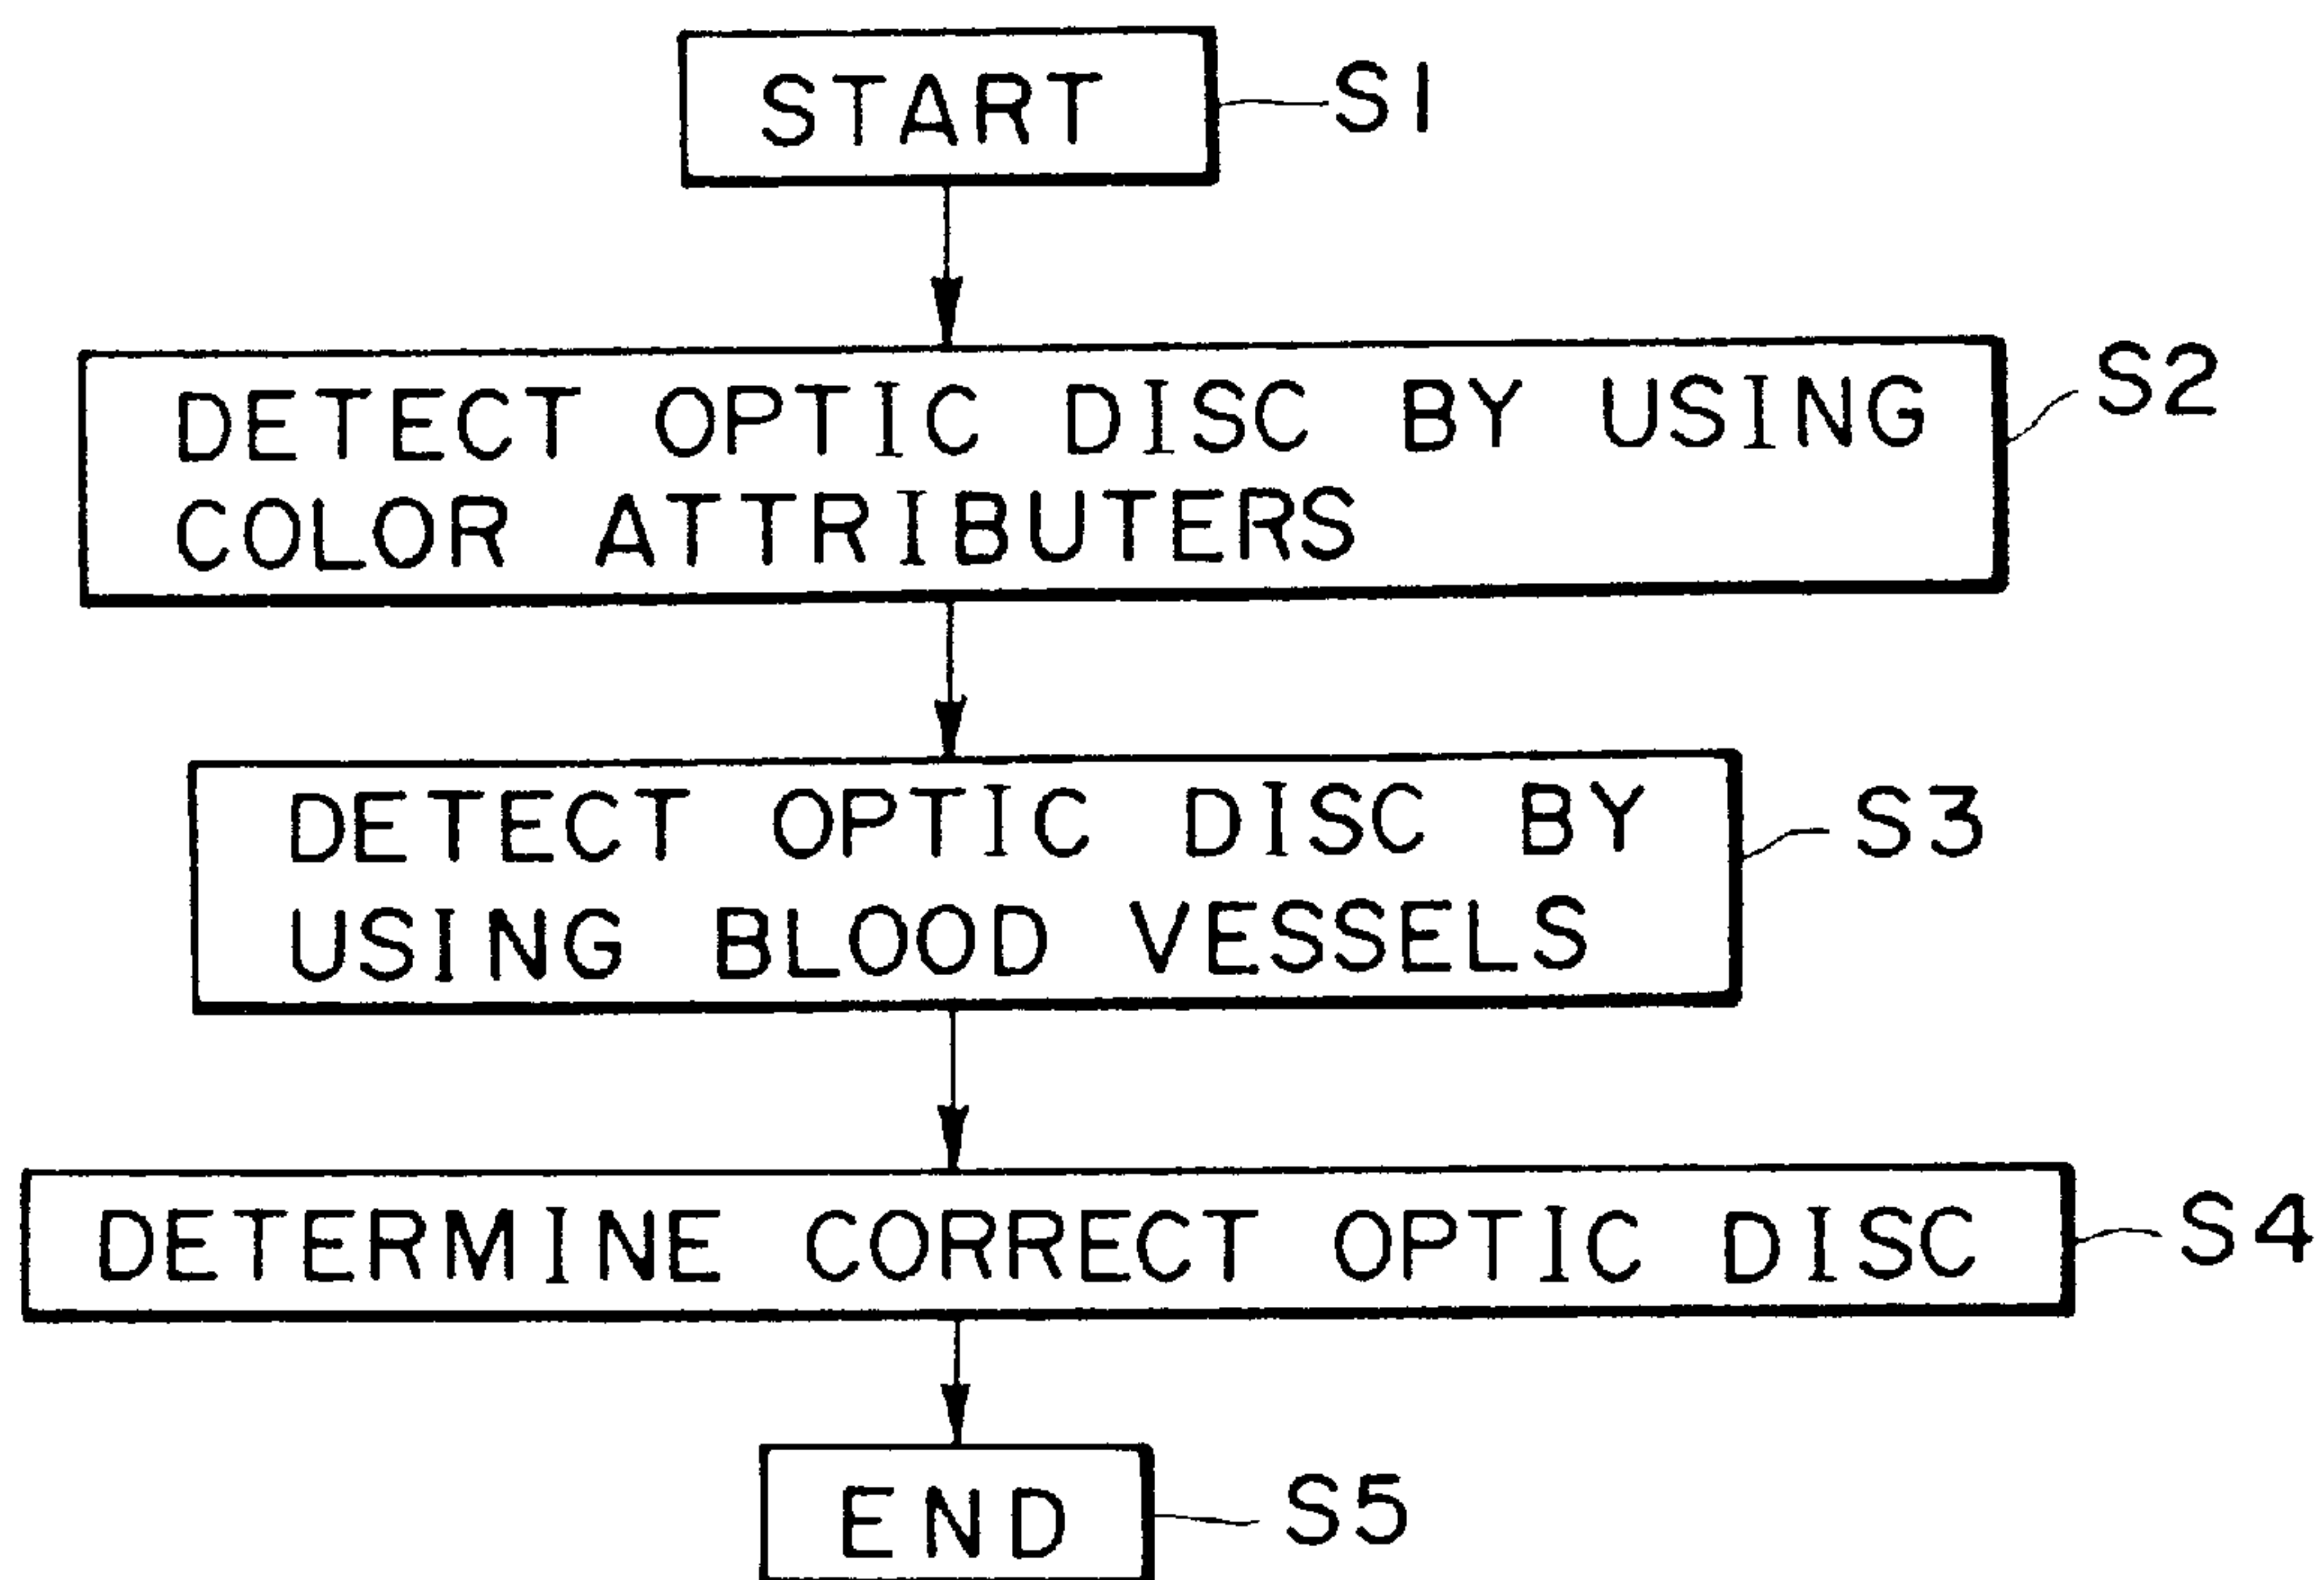 START
S1
DETECT OPTIC DISC BY USING
COLOR ATTRIBUTERS
S2
DETECT OPTIC DISC BY
USING BLOOD VESSELS
S3
DETERMINE CORRECT OPTIC DISC
S4
END
S5